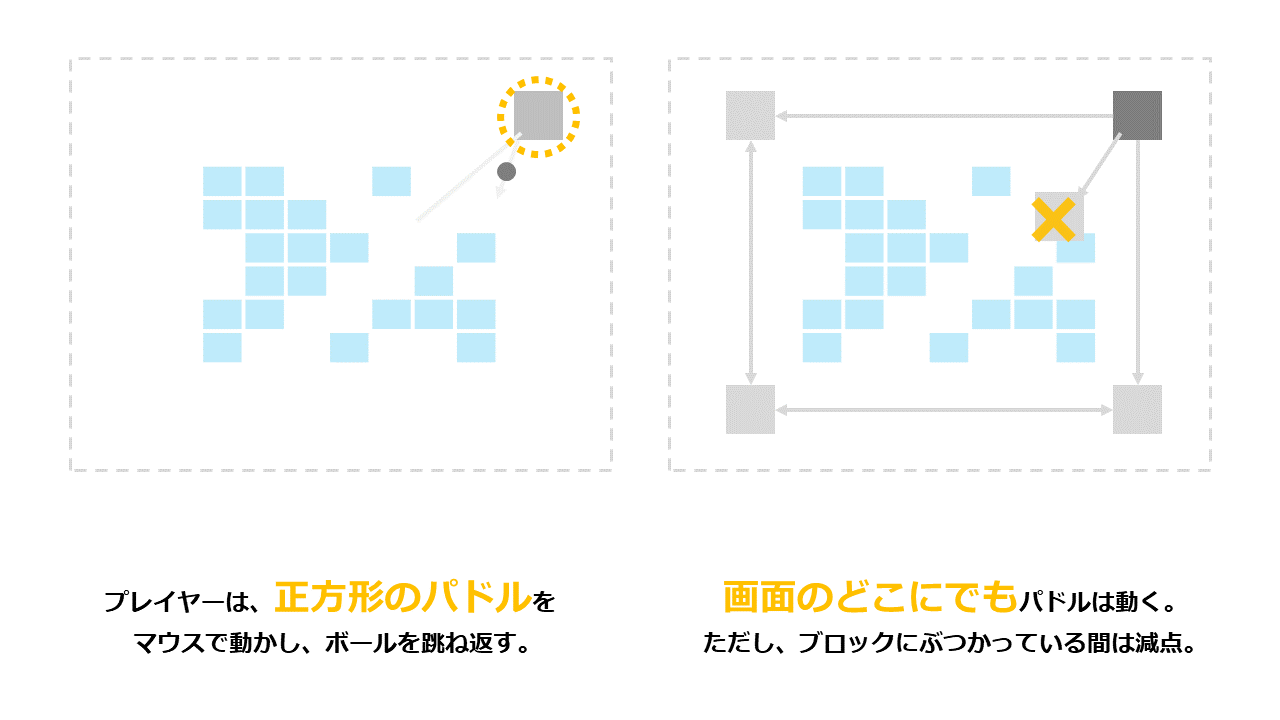 プレイヤーは、正方形のパドルを
マウスで動かし、ボールを跳ね返す。
画面のどこにでもパドルは動く。
ただし、ブロックにぶつかっている間は減点。